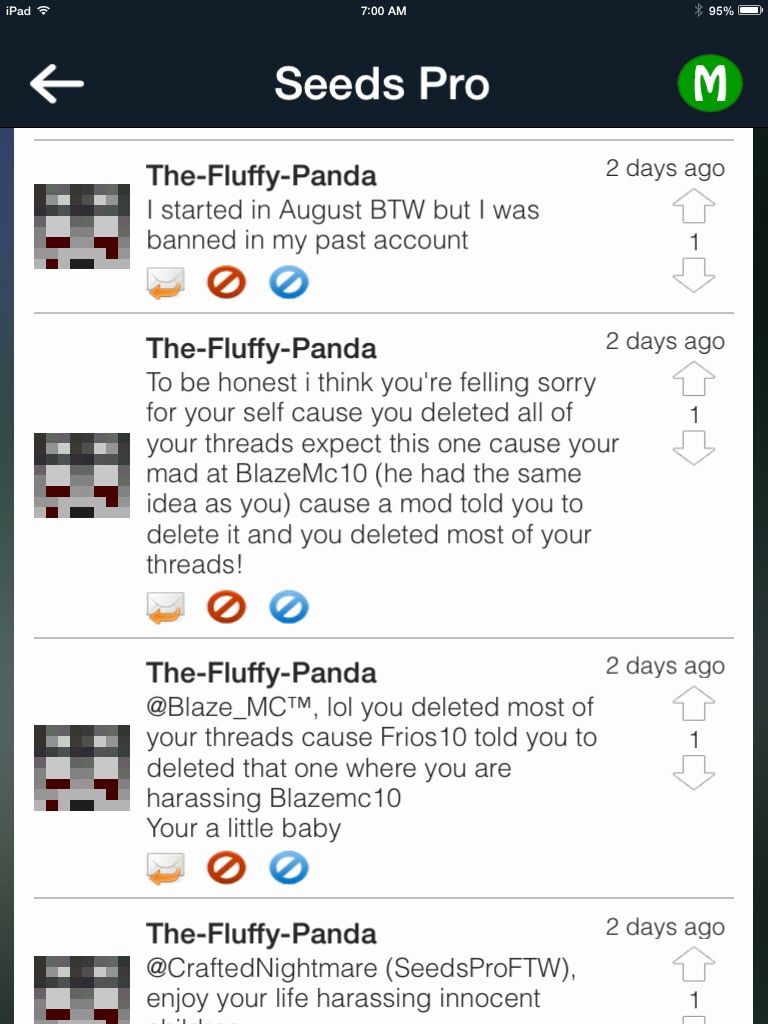 iPad 7:00 AM 95%
Seeds Pro M
The-Fluffy-Panda 2 days ago
I started in August BTW but I was
banned in my past account
1
The-Fluffy-Panda 2 days ago
To be honest i think you're felling sorry
for your self cause you deleted all of
1
your threads expect this one cause your
mad at BlazeMc10 (he had the same
idea as you) cause a mod told you to
delete it and you deleted most of your
threads!
The-Fluffy-Panda 2 days ago
@Blaze_MC™, lol you deleted most of
your threads cause Frios10 told you to
1
deleted that one where you are
harassing Blazemc10
Your a little baby
The-Fluffy-Panda 2 days ago
@CraftedNightmare (SeedsProFTW),
enjoy your life harassing innocent
1